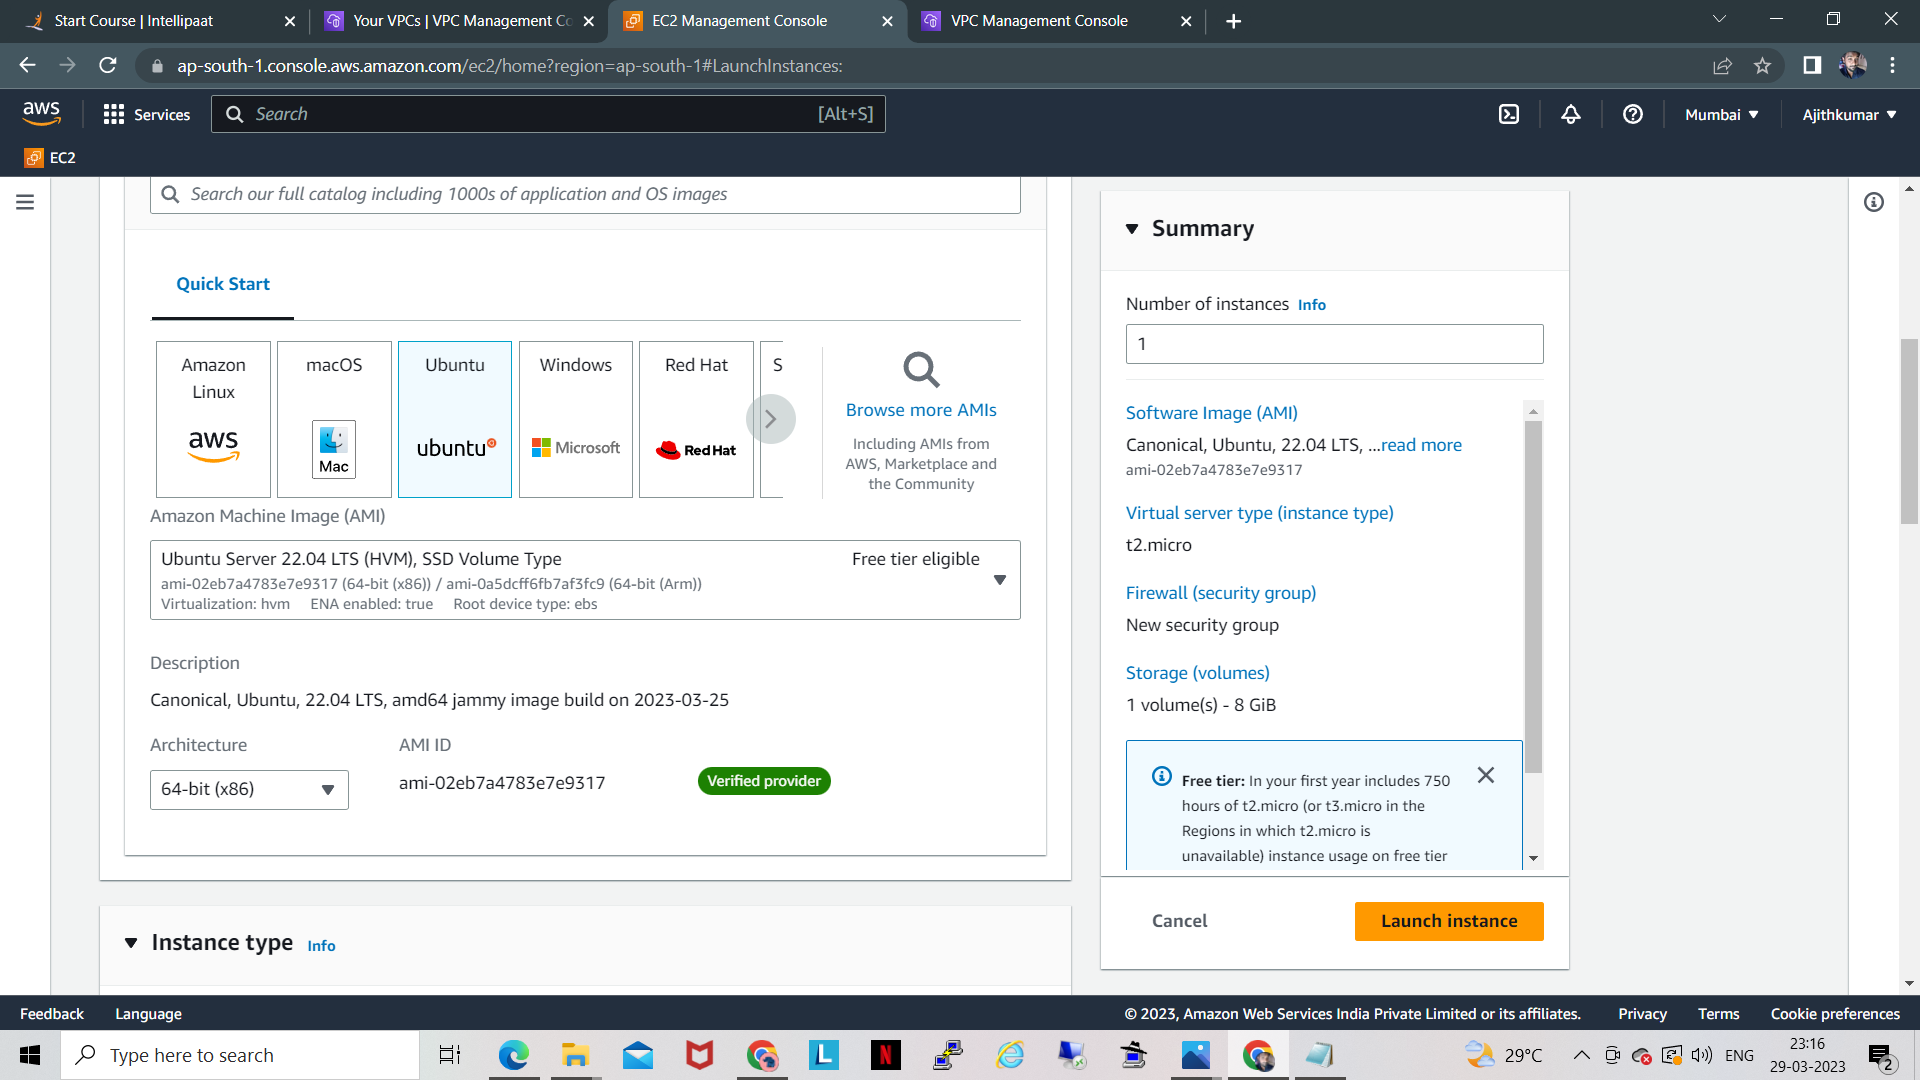 Start Course | Intellipaat
Your VPCs | VPC Management Co
EC2 Management Console
VPC Management Console
ap-south-1.console.aws.amazon.com/ec2/home?region=ap-south-1#LaunchInstances:
aws
Services
Search
[Alt+S]
Mumbai
Ajithkumar
EC2
Search our full catalog including 1000s of application and OS images
Quick Start
Amazon
Linux
aws
macOS
Mac
Ubuntu
ubuntu
Windows
Microsoft
Red Hat
Red Hat
S
Browse more AMIs
Including AMIs from
AWS, Marketplace and
the Community
Amazon Machine Image (AMI)
Ubuntu Server 22.04 LTS (HVM), SSD Volume Type
Free tier eligible
ami-02eb7a4783e7e9317 (64-bit (x86)) / ami-0a5dcff6fb7af3fc9 (64-bit (Arm))
Virtualization: hvm ENA enabled: true Root device type: ebs
Description
Canonical, Ubuntu, 22.04 LTS, amd64 jammy image build on 2023-03-25
Architecture
AMI ID
64-bit (x86)
ami-02eb7a4783e7e9317
Verified provider
Instance type Info
Summary
Number of instances Info
1
Software Image (AMI)
Canonical, Ubuntu, 22.04 LTS, ...read more
ami-02eb7a4783e7e9317
Virtual server type (instance type)
t2.micro
Firewall (security group)
New security group
Storage (volumes)
1 volume(s) - 8 GiB
Free tier: In your first year includes 750
hours of t2.micro (or t3.micro in the
Regions in which t2.micro is
unavailable) instance usage on free tier
Cancel
Launch instance
Feedback
Language
© 2023, Amazon Web Services India Private Limited or its affiliates.
Privacy
Terms
Cookie preferences
Type here to search
L
N
29°C
ENG
23:16
29-03-2023
2